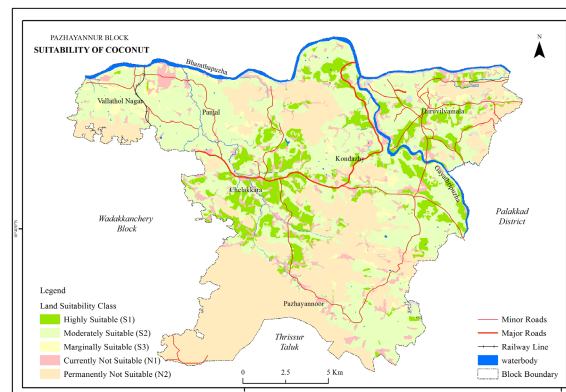 PAZHAYANNUR BLOCK
SUITABILITY OF COCONUT
N
Bharathapuzha
Vallathol Nagar
Panjal
Thiruvilvamala
Kondazhy
Gayathripuzha
Chelakkara
Wadakkanchery
Block
Palakkad
District
Pazhayannoor
Thrissur
Taluk
Legend
Land Suitability Class
Highly Suitable (S1)
Moderately Suitable (S2)
Marginally Suitable (S3)
Currently Not Suitable (N1)
Permanently Not Suitable (N2)
Minor Roads
Major Roads
Railway Line
waterbody
Block Boundary
0 2.5 5 Km